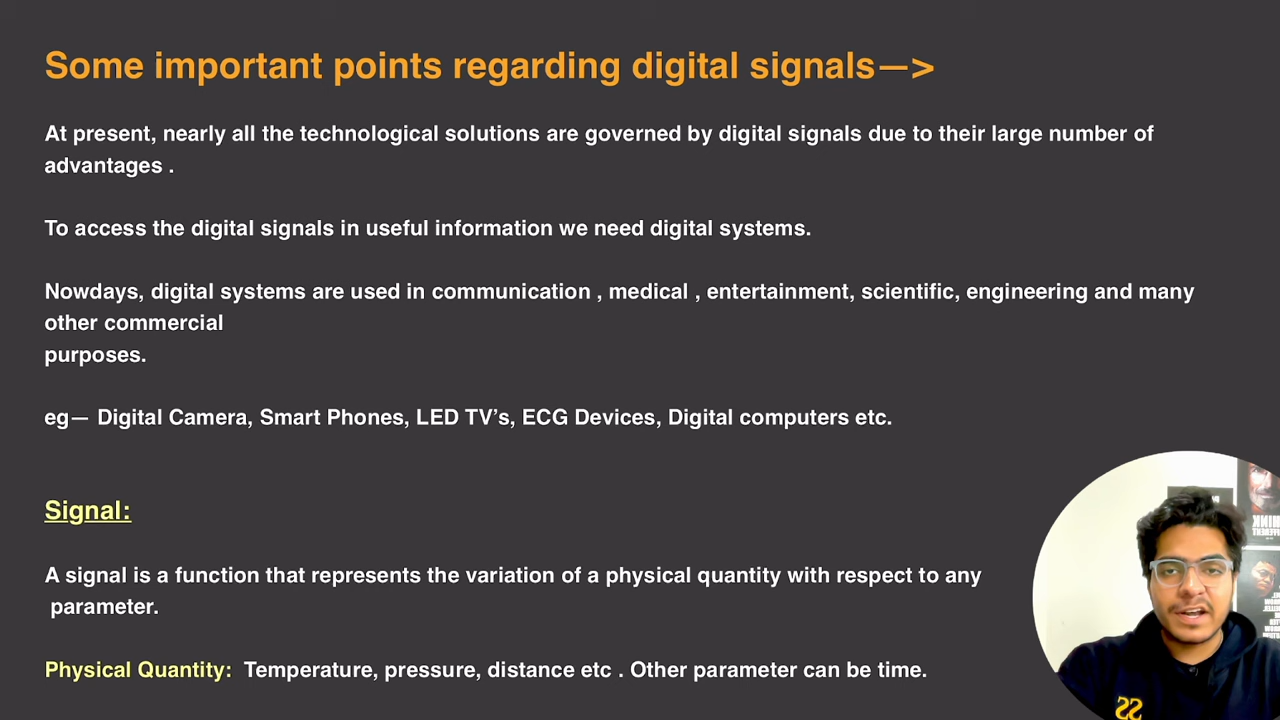 Some important points regarding digital signals—>
At present, nearly all the technological solutions are governed by digital signals due to their large number of
advantages .
To access the digital signals in useful information we need digital systems.
Nowdays, digital systems are used in communication , medical , entertainment, scientific, engineering and many
other commercial
purposes.
eg— Digital Camera, Smart Phones, LED TV’s, ECG Devices, Digital computers etc.
Signal:
A signal is a function that represents the variation of a physical quantity with respect to any
parameter.
Physical Quantity: Temperature, pressure, distance etc . Other parameter can be time.